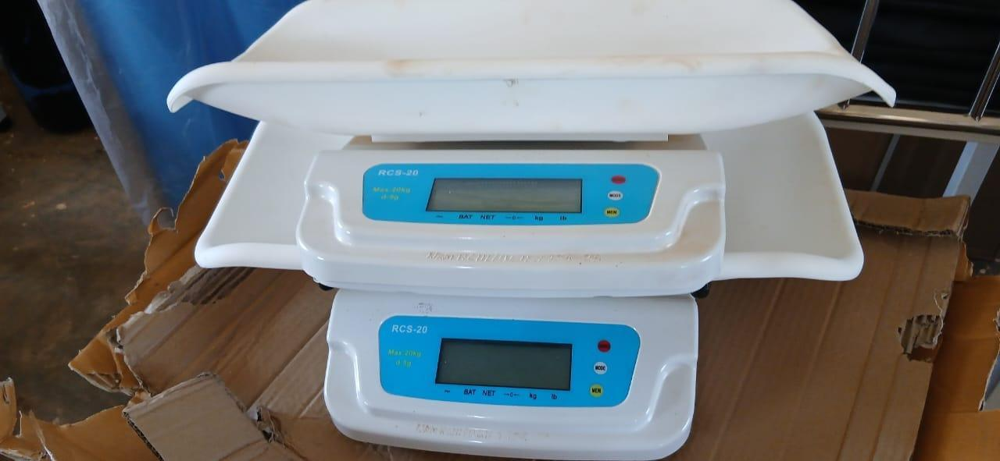 RCS-20
Max 20kg
d-5g
MODE
MEM
~ BAT NET →0← kg lb
RCS-20
Max 20kg
d-5g
MODE
MEM
~ BAT NET →0← kg lb